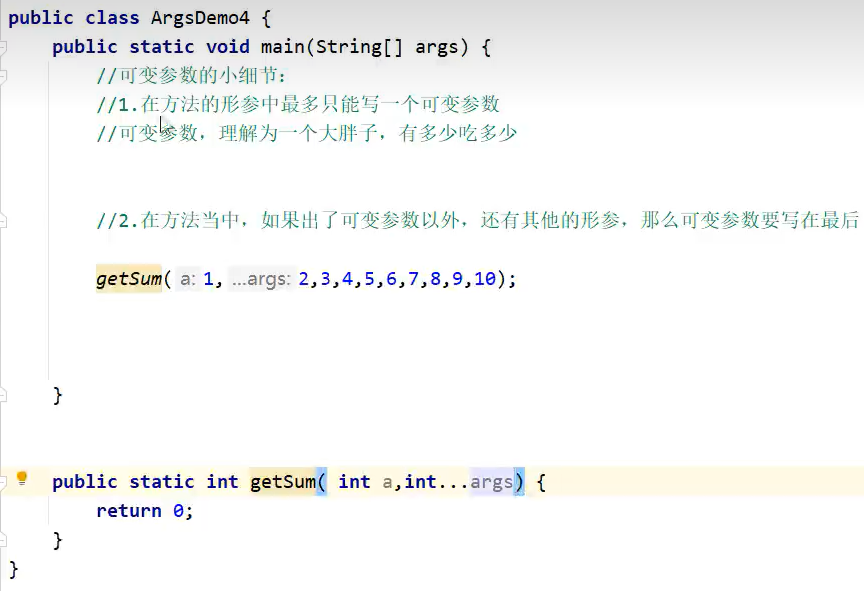 public class ArgsDemo4 {
public static void main(String[] args) {
//可变参数的小细节：
//1.在方法的形参中最多只能写一个可变参数
//可变参数，理解为一个大胖子，有多少吃多少
//2.在方法当中，如果出了可变参数以外，还有其他的形参，那么可变参数要写在最后
getSum( a: 1, ...args: 2,3,4,5,6,7,8,9,10);
}
public static int getSum( int a,int...args) {
return 0;
}
}